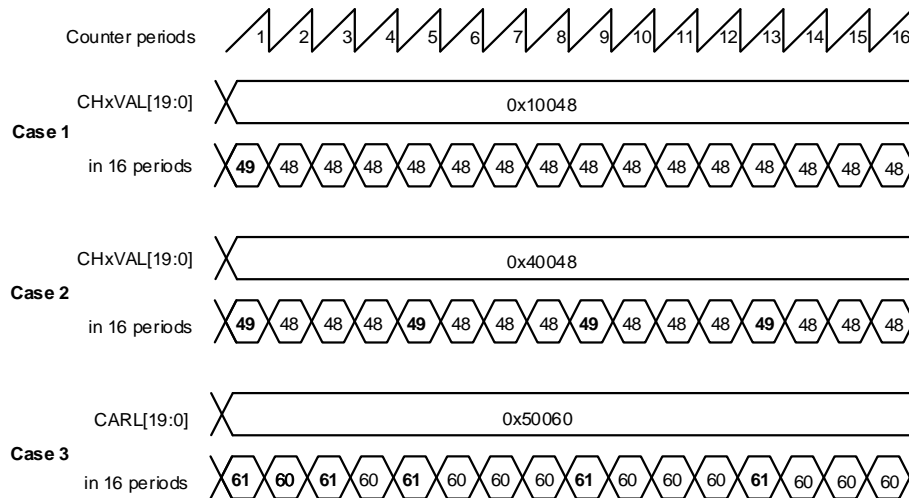 Counter periods 1 2 3 4 5 6 7 8 9 10 11 12 13 14 15 16
CHxVAL[19:0] 0x10048
Case 1
in 16 periods 49 48 48 48 48 48 48 48 48 48 48 48 48 48 48 48
CHxVAL[19:0] 0x40048
Case 2
in 16 periods 49 48 48 48 49 48 48 48 49 48 48 48 49 48 48 48
CARL[19:0] 0x50060
Case 3
in 16 periods 61 60 61 60 61 60 60 60 61 60 60 60 61 60 60 60